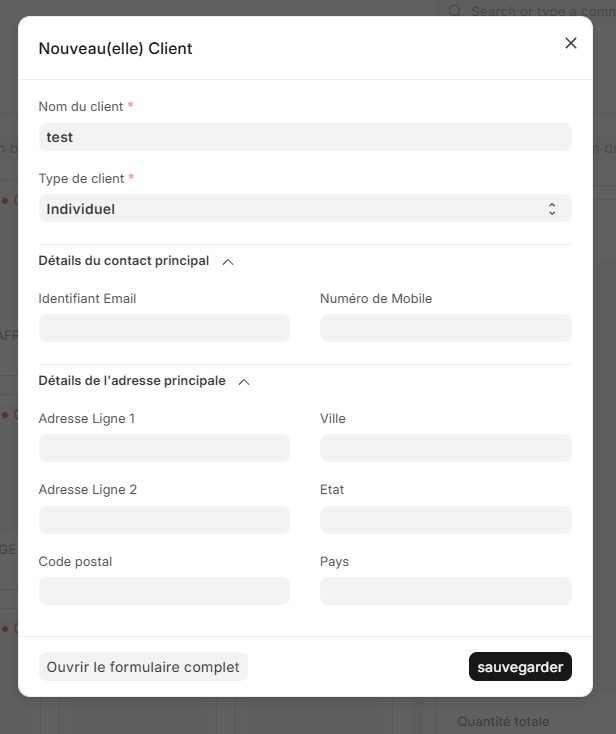 Search or type a comm
Nouveau(elle) Client
Nom du client *
test
Type de client *
Individuel
Détails du contact principal
Identifiant Email
Numéro de Mobile
Détails de l'adresse principale
Adresse Ligne 1
Ville
Adresse Ligne 2
Etat
Code postal
Pays
Ouvrir le formulaire complet
sauvegarder
Quantité totale